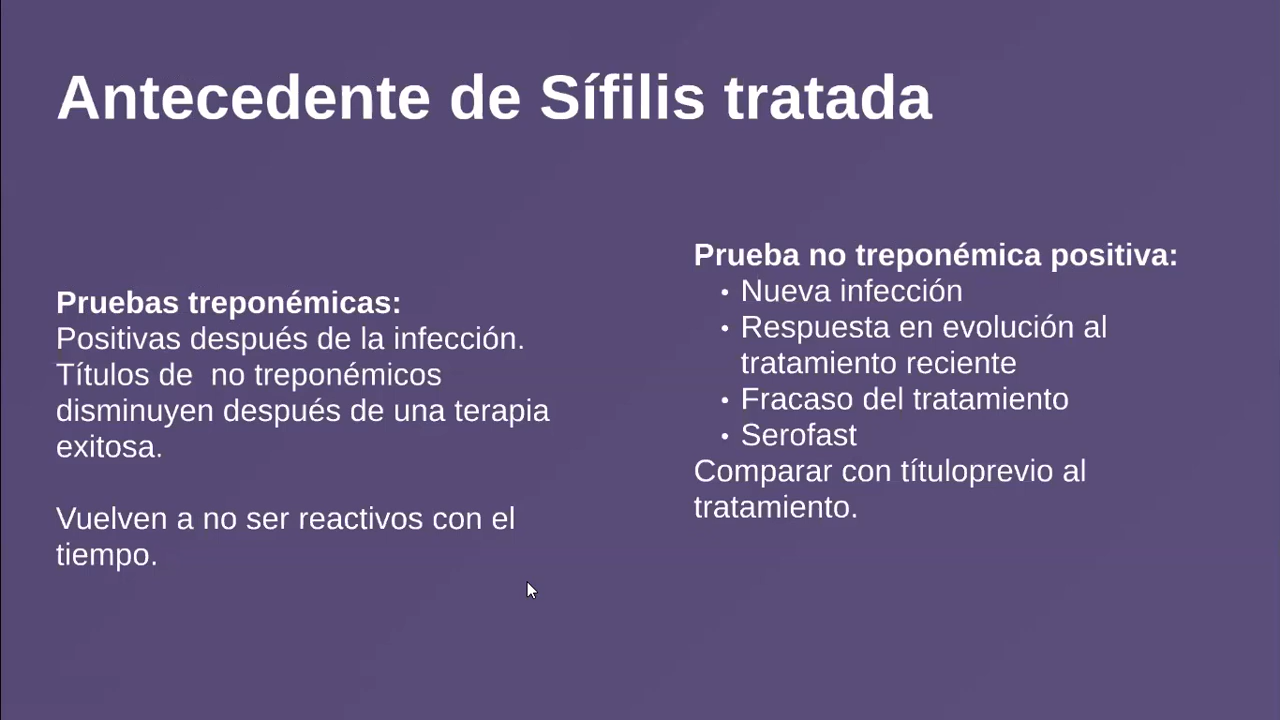 Antecedente de Sífilis tratada
Pruebas treponémicas:
Positivas después de la infección.
Títulos de  no treponémicos
disminuyen después de una terapia
exitosa.
Vuelven a no ser reactivos con el
tiempo.
Prueba no treponémica positiva:
• Nueva infección
• Respuesta en evolución al
tratamiento reciente
• Fracaso del tratamiento
• Serofast
Comparar con títuloprevio al
tratamiento.